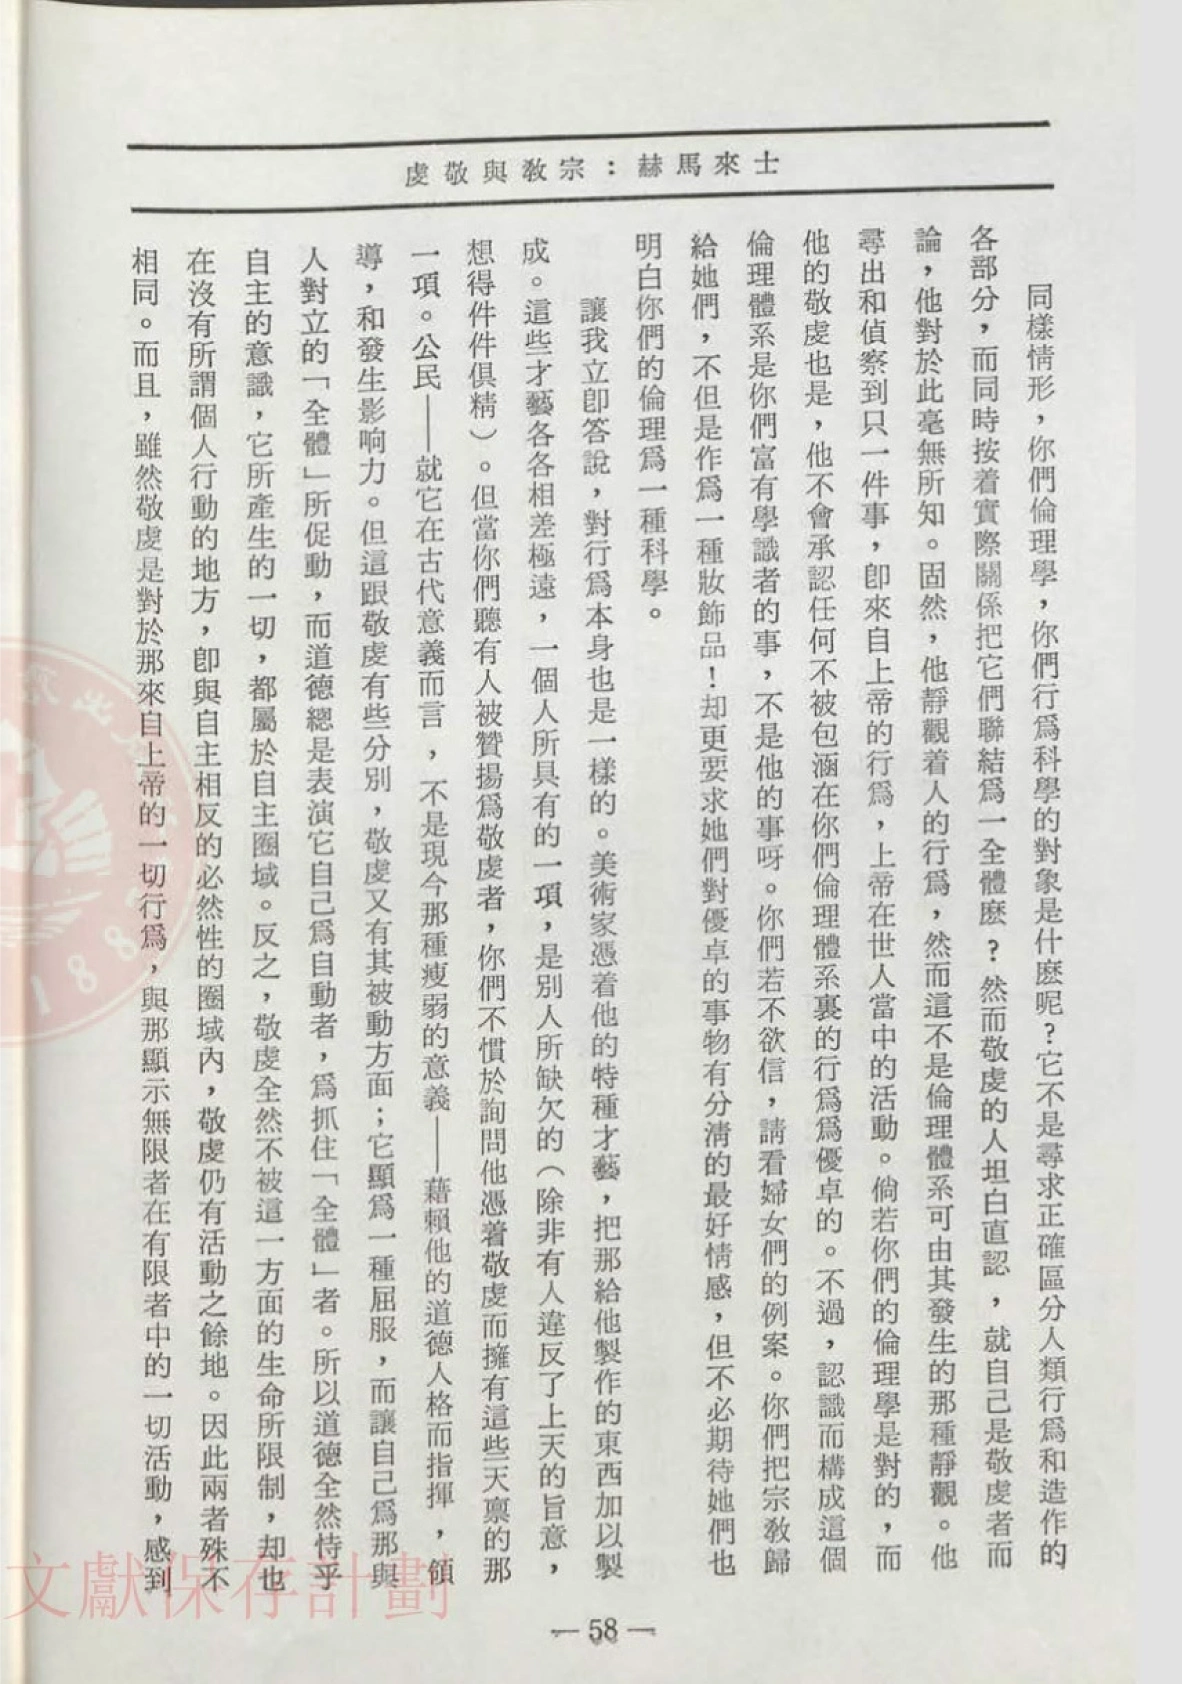 士來馬赫：宗教與敬虔
同樣情形，你們倫理學，你們行爲科學的對象是什麽呢？它不是尋求正確區分人類行爲和造作的
各部分，而同時按着實際關係把它們聯結爲一全體麽？然而敬虔的人坦白直認，就自己是敬虔者而
論，他對於此毫無所知。固然，他靜觀着人的行爲，然而這不是倫理體系可由其發生的那種靜觀。他
尋出和偵察到只一件事，卽來自上帝的行爲，上帝在世人當中的活動。倘若你們的倫理學是對的，而
他的敬虔也是，他不會承認任何不被包涵在你們倫理體系裏的行爲爲優卓的。不過，認識而構成這個
倫理體系是你們富有學識者的事，不是他的事呀。你們若不欲信，請看婦女們的例案。你們把宗敎歸
給她們，不但是作爲一種妝飾品！却更要求她們對優卓的事物有分淸的最好情感，但不必期待她們也
明白你們的倫理爲一種科學。
讓我立卽答說，對行爲本身也是一樣的。美術家憑着他的特種才藝，把那給他製作的東西加以製
成。這些才藝各各相差極遠，一個人所具有的一項，是別人所缺欠的（除非有人違反了上天的旨意，
想得件件俱精）。但當你們聽有人被贊揚爲敬虔者，你們不慣於詢問他憑着敬虔而擁有這些天禀的那
一項。公民——就它在古代意義而言，不是現今那種瘦弱的意義——藉賴他的道德人格而指揮，領
導，和發生影响力。但這跟敬虔有些分別，敬虔又有其被動方面；它顯爲一種屈服，而讓自己爲那與
人對立的「全體」所促動，而道德總是表演它自己爲自動者，爲抓住「全體」者。所以道德全然恃乎
自主的意識，它所產生的一切，都屬於自主圈域。反之，敬虔全然不被這一方面的生命所限制，却也
在沒有所謂個人行動的地方，卽與自主相反的必然性的圈域內，敬虔仍有活動之餘地。因此兩者殊不
相同。而且，雖然敬虔是對於那來自上帝的一切行爲，與那顯示無限者在有限者中的一切活動，感到
— 58 —
文獻保存計劃
188